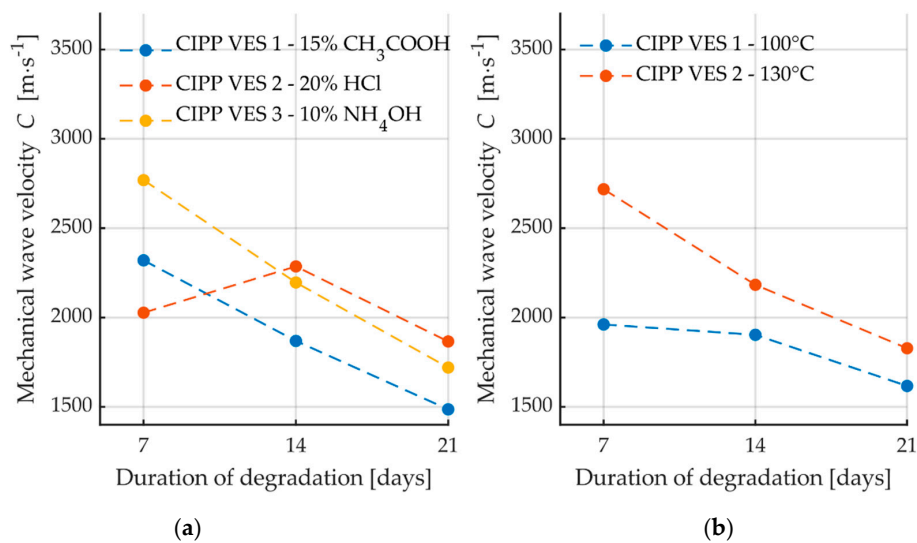 3500
3000
2500
2000
1500
7
14
21
Mechanical wave velocity C [m·s⁻¹]
Duration of degradation [days]
CIPP VES 1 - 15% CH₃COOH
CIPP VES 2 - 20% HCl
CIPP VES 3 - 10% NH₄OH
(a)
3500
3000
2500
2000
1500
7
14
21
Mechanical wave velocity C [m·s⁻¹]
Duration of degradation [days]
CIPP VES 1 - 100°C
CIPP VES 2 - 130°C
(b)